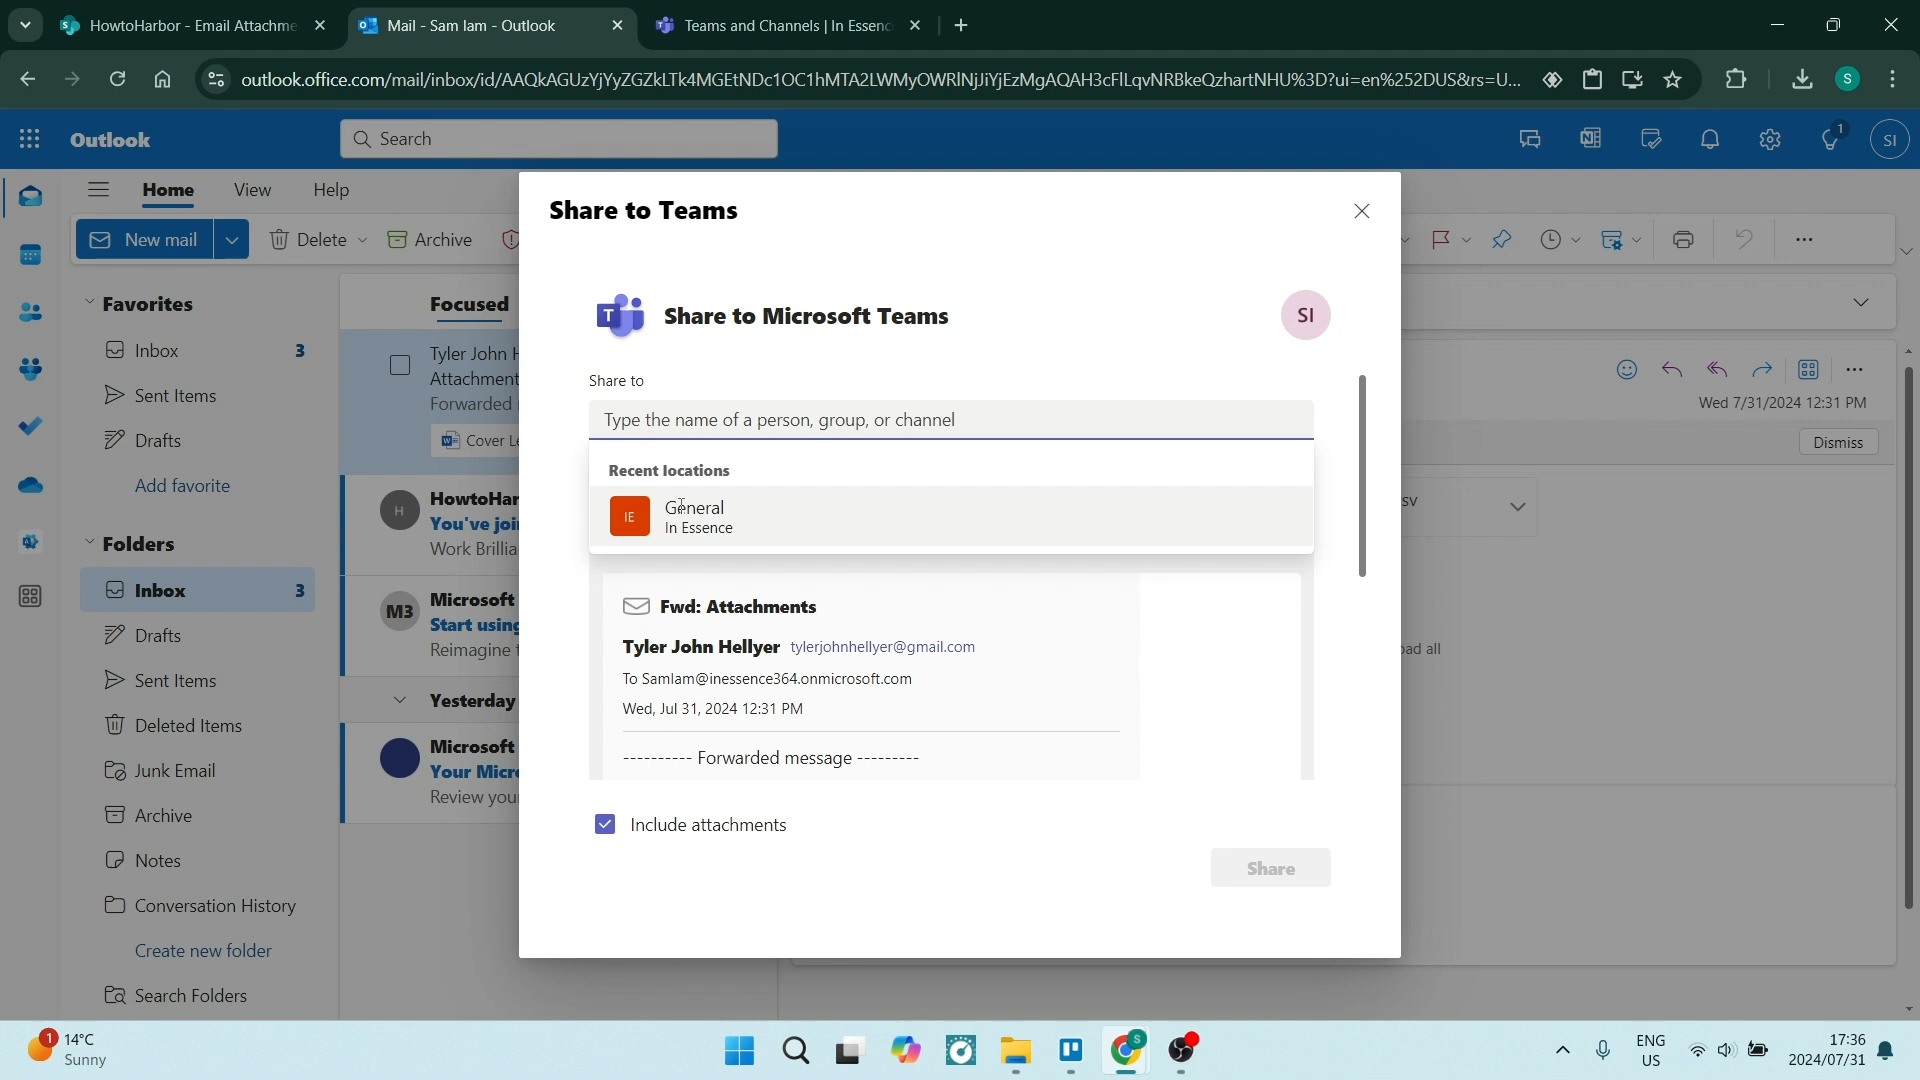 HowtoHarbor - Email Attachme
Mail - Sam Iam - Outlook
Teams and Channels | In Essenc
outlook.office.com/mail/inbox/id/AAQkAGUzYjYyZGZkLTk4MGEtNDc1OC1hMTA2LWMyOWRlNjJiYjEzMgAQAH3cFlLqvNRBkeQzhartNHU%3D?ui=en%252DUS&rs=U...
S
Outlook
Search
1
SI
Home
View
Help
New mail
Delete
Archive
Favorites
Inbox 3
Sent Items
Drafts
Add favorite
Folders
Inbox 3
Drafts
Sent Items
Deleted Items
Junk Email
Archive
Notes
Conversation History
Create new folder
Search Folders
Focused
Tyler John H
Attachment
Forwarded
Cover Le
H
HowtoHar
You've joi
Work Brillia
M3
Microsoft
Start using
Reimagine
Yesterday
Microsoft
Your Micr
Review you
Share to Teams
T
Share to Microsoft Teams
SI
Share to
Type the name of a person, group, or channel
Recent locations
IE
General
In Essence
Fwd: Attachments
Tyler John Hellyer tylerjohnhellyer@gmail.com
To SamIam@inessence364.onmicrosoft.com
Wed, Jul 31, 2024 12:31 PM
---------- Forwarded message ---------
Include attachments
Share
Wed 7/31/2024 12:31 PM
Dismiss
sv
oad all
1
14°C
Sunny
S
ENG
US
17:36
2024/07/31